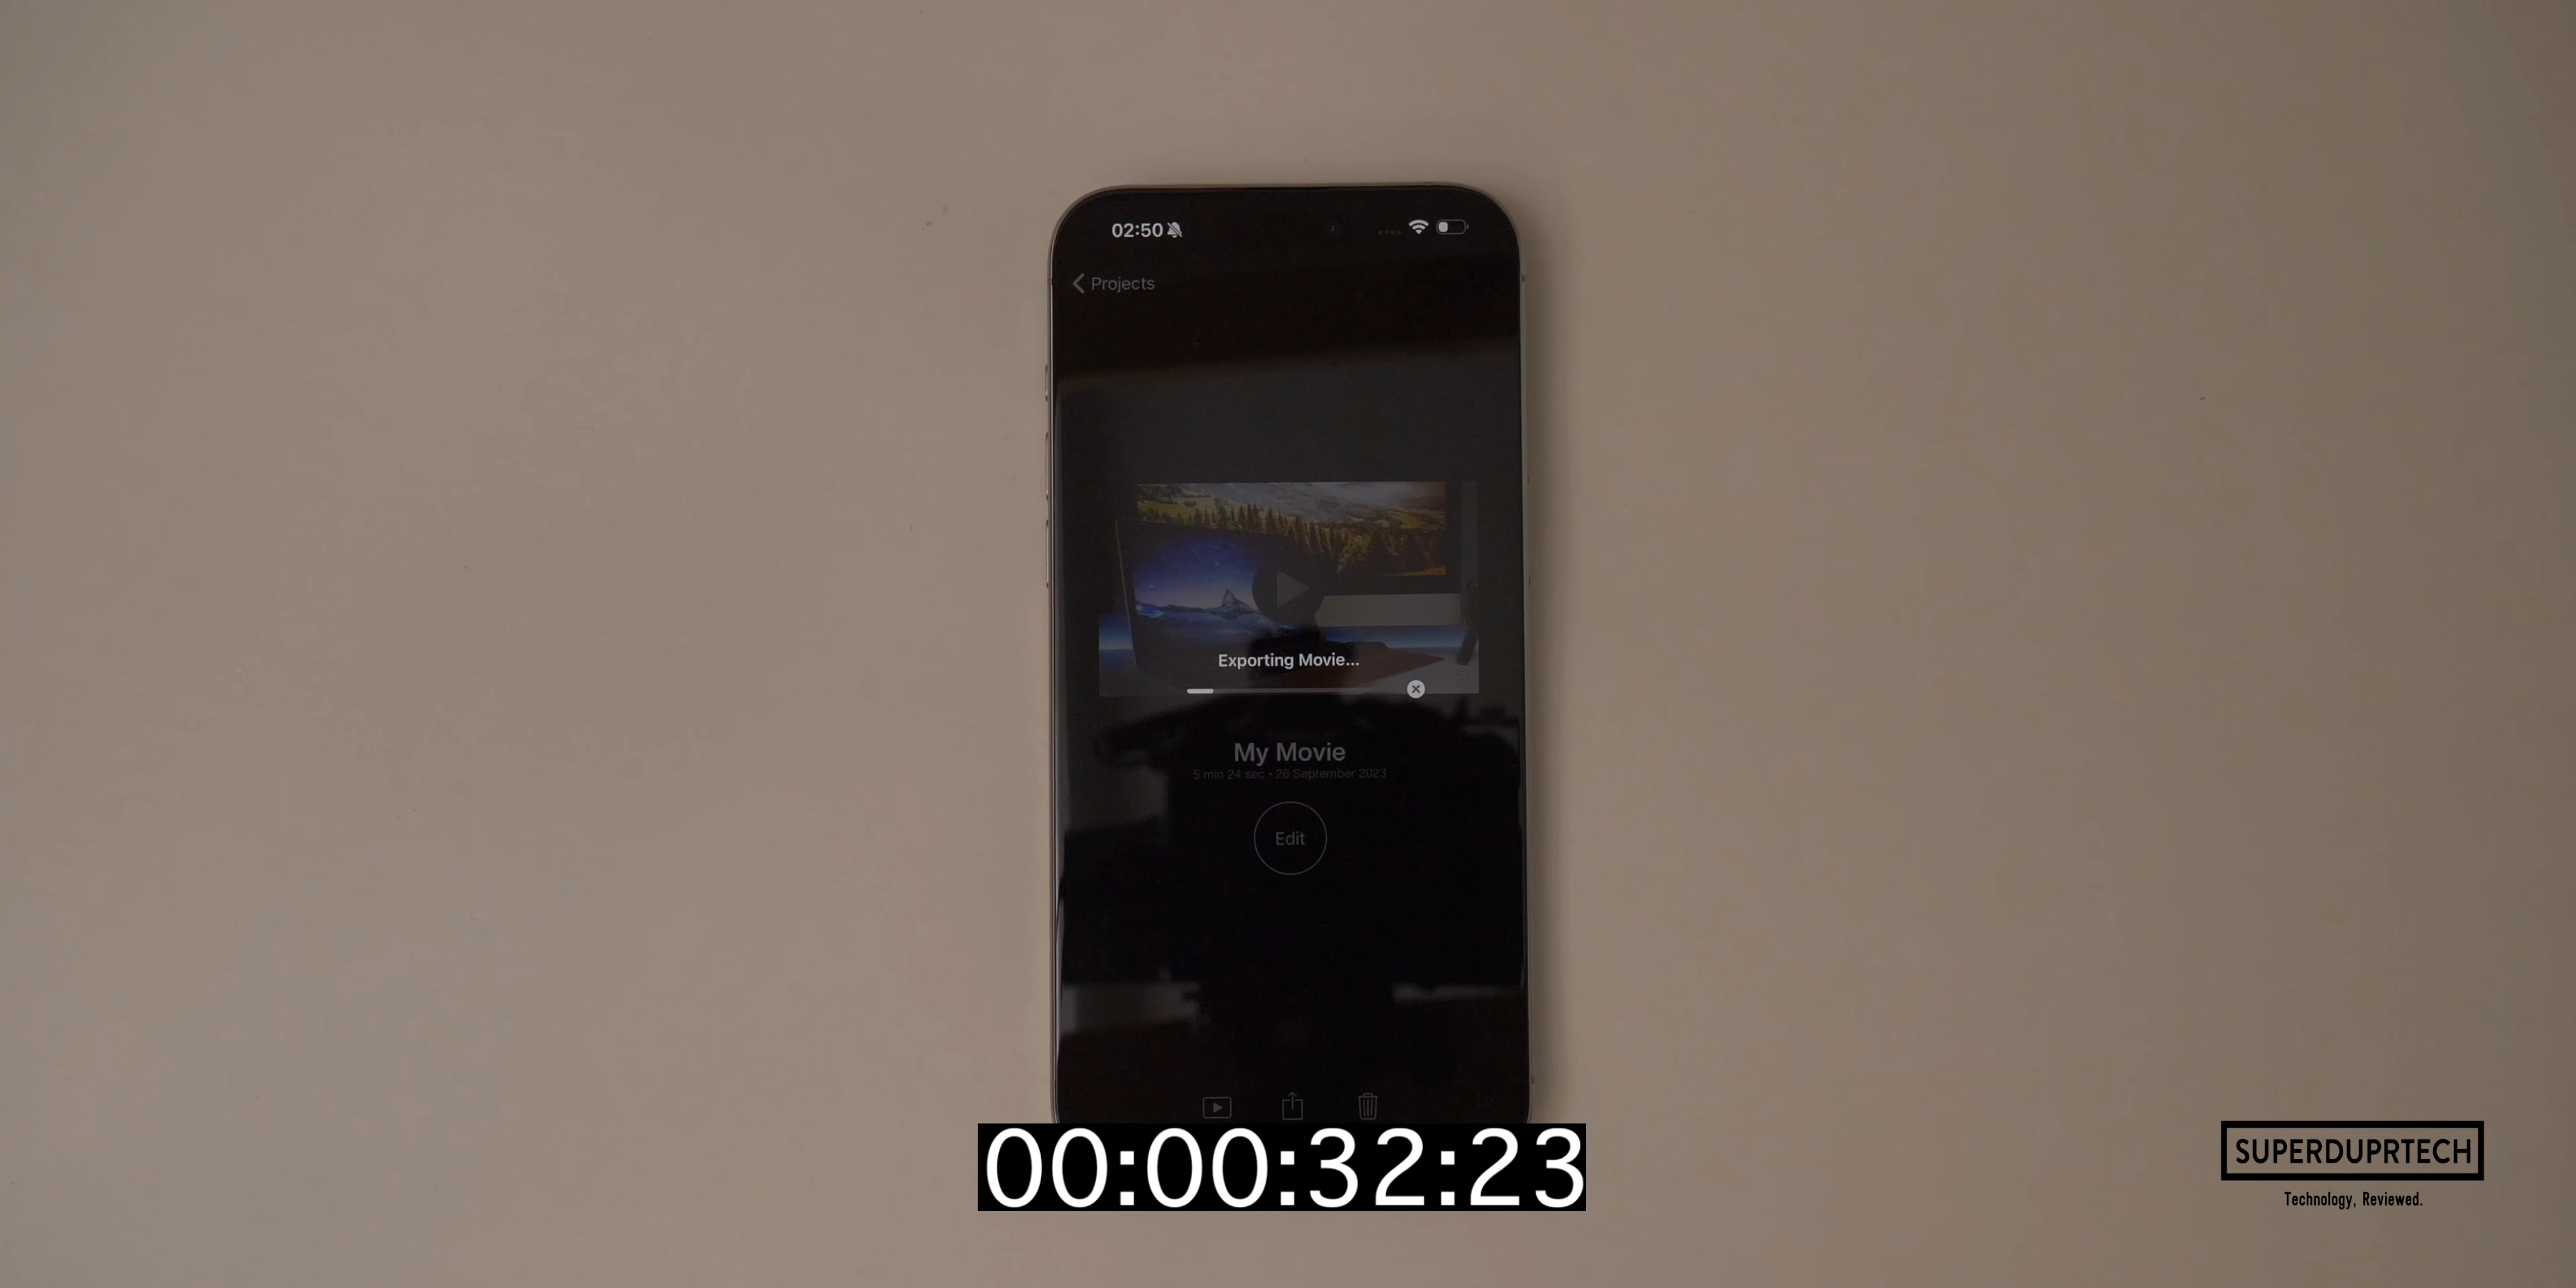 02:50
Projects
Exporting Movie...
My Movie
5 min 24 sec • 26 September 2023
Edit
00:00:32:23
SUPERDUPRTECH
Technology, Reviewed.